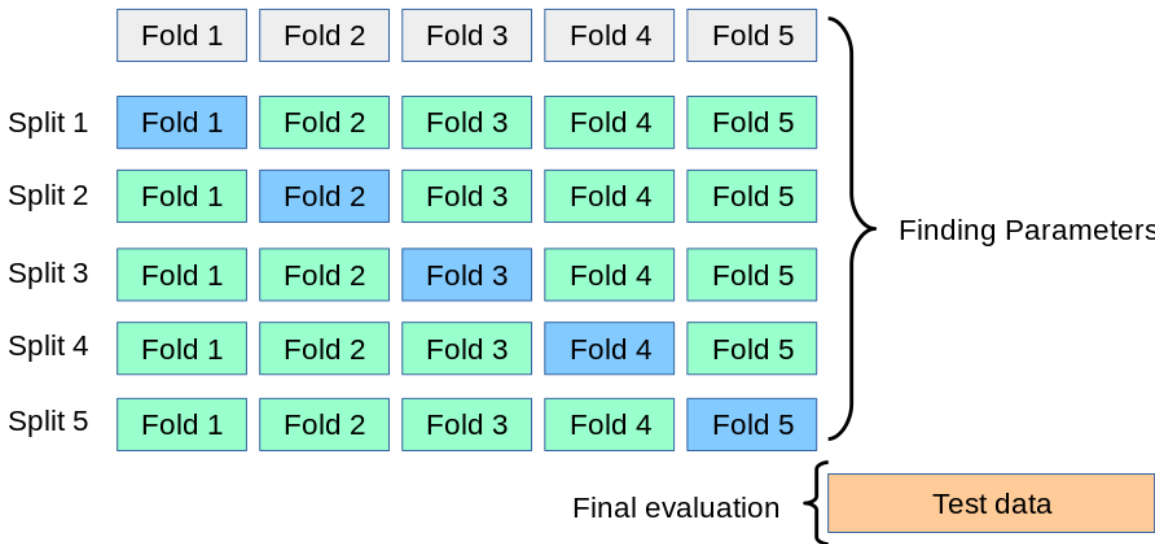 Fold 1 Fold 2 Fold 3 Fold 4 Fold 5
Split 1 Fold 1 Fold 2 Fold 3 Fold 4 Fold 5
Split 2 Fold 1 Fold 2 Fold 3 Fold 4 Fold 5
Finding Parameters
Split 3 Fold 1 Fold 2 Fold 3 Fold 4 Fold 5
Split 4 Fold 1 Fold 2 Fold 3 Fold 4 Fold 5
Split 5 Fold 1 Fold 2 Fold 3 Fold 4 Fold 5
Final evaluation Test data